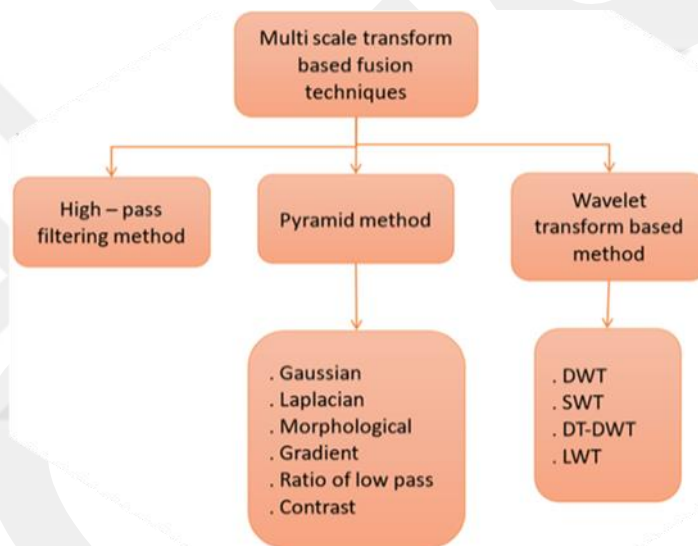 Multi scale transform
based fusion
techniques
High – pass
filtering method
Pyramid method
Wavelet
transform based
method
. Gaussian
. Laplacian
. Morphological
. Gradient
. Ratio of low pass
. Contrast
. DWT
. SWT
. DT-DWT
. LWT